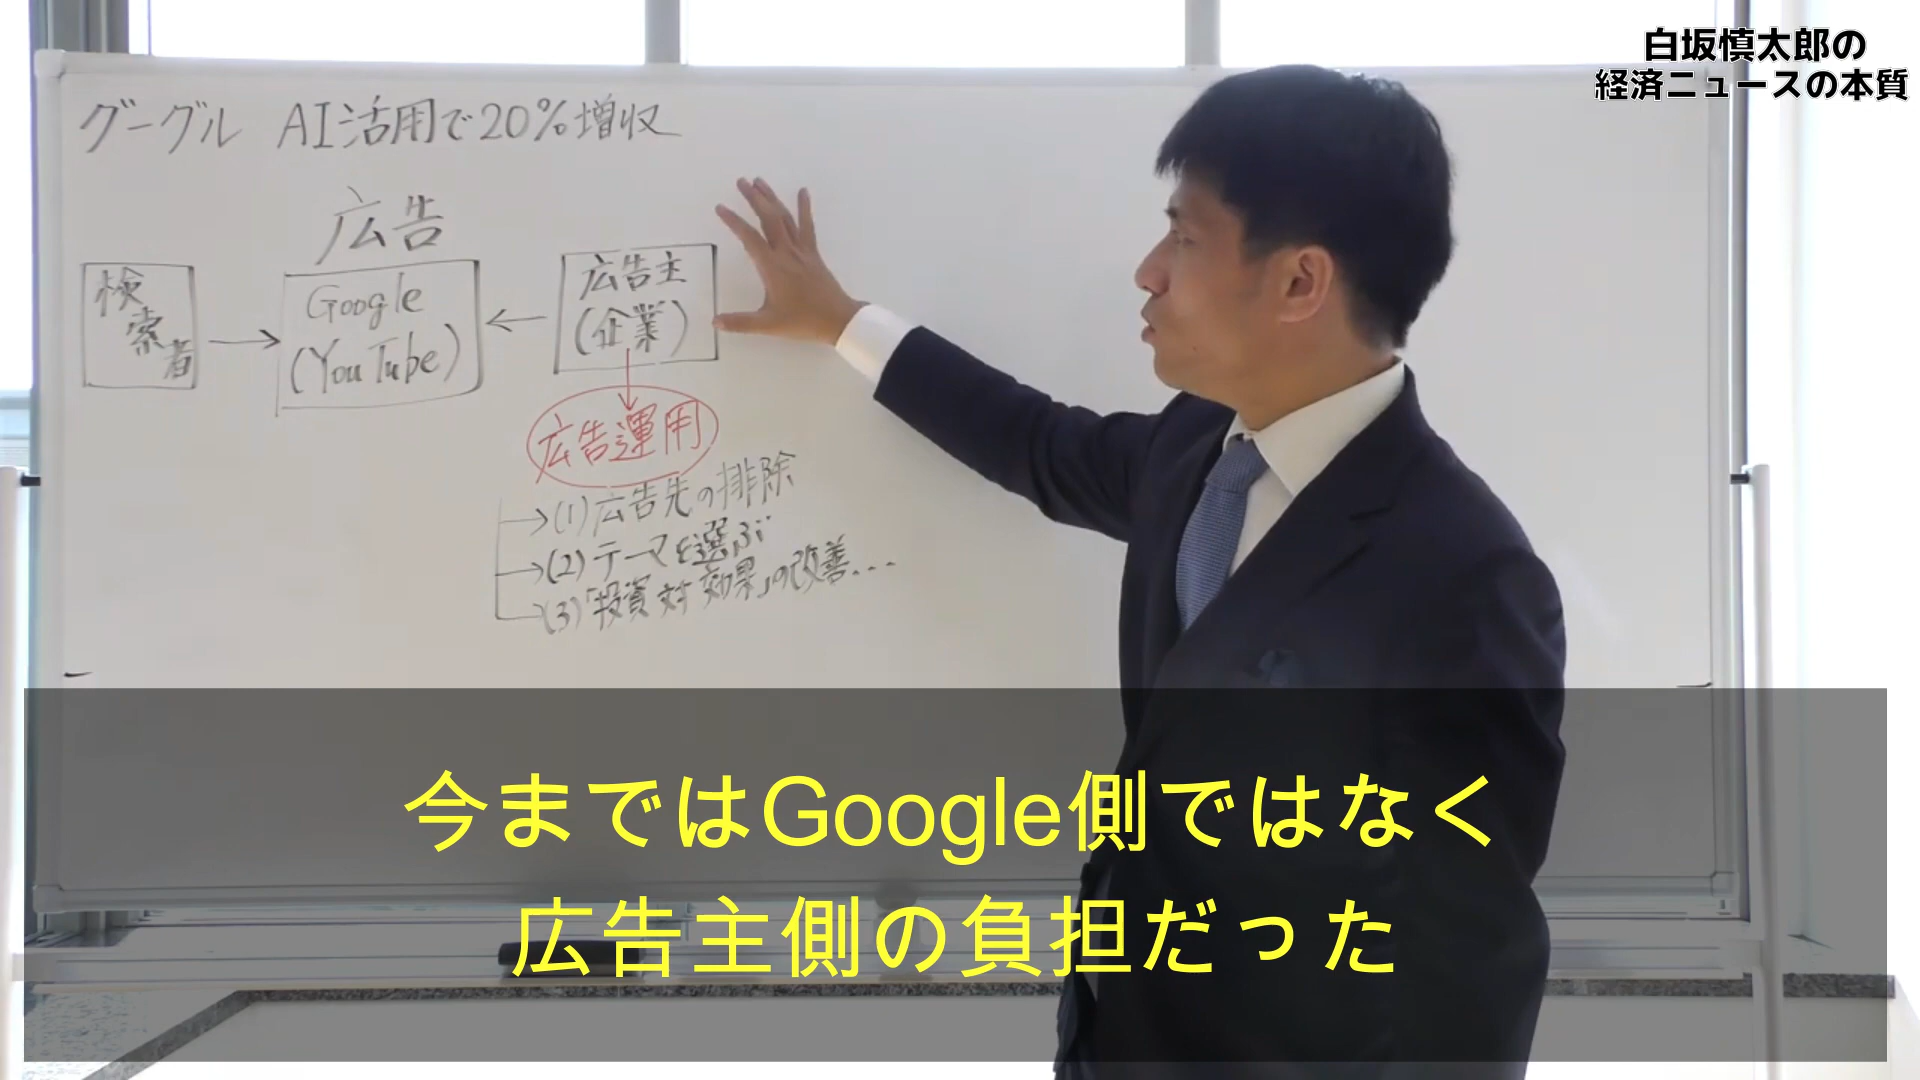 白坂慎太郎の
経済ニュースの本質
グーグル AI活用で20%増収
広告
検索者
Google
(YouTube)
広告主
(企業)
広告運用
(1)広告先の排除
(2)テーマを選ぶ
(3)「投資対効果」の改善...
今まではGoogle側ではなく
広告主側の負担だった